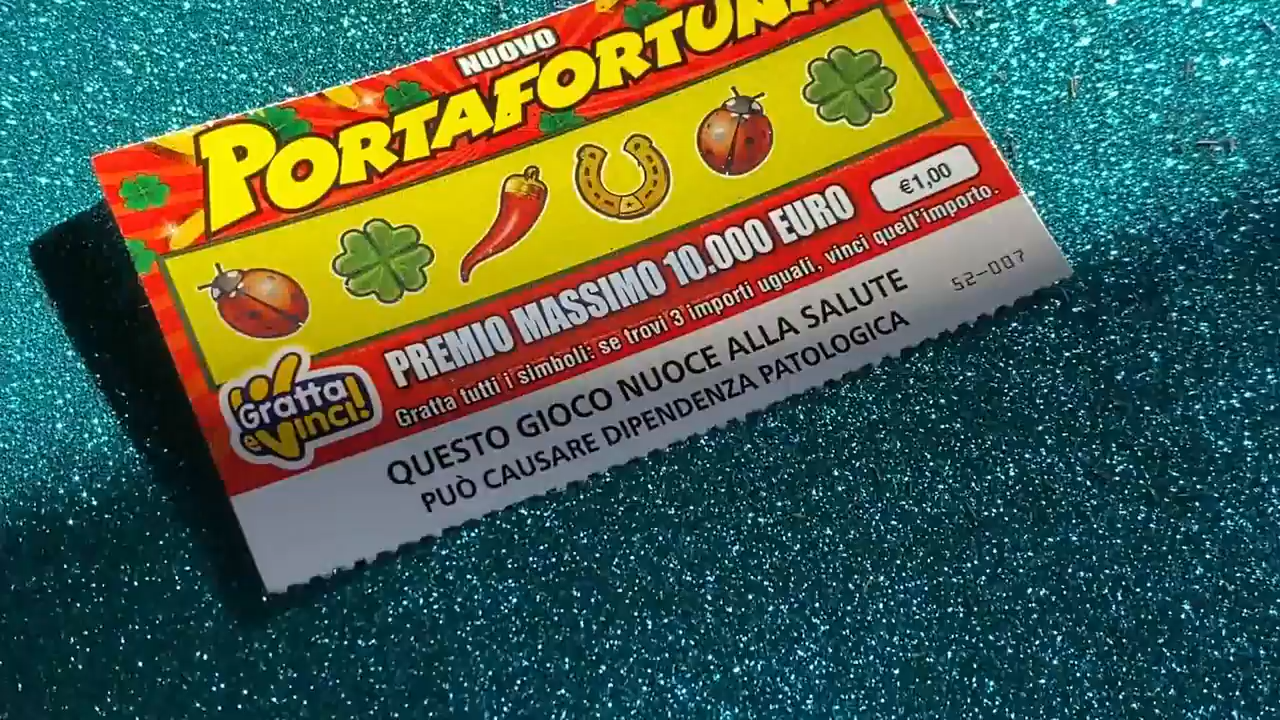 NUOVO
PORTAFORTUNA
€1,00
PREMIO MASSIMO 10.000 EURO
Gratta tutti i simboli: se trovi 3 importi uguali, vinci quell'importo.
Gratta
e Vinci!
52-007
QUESTO GIOCO NUOCE ALLA SALUTE
PUÒ CAUSARE DIPENDENZA PATOLOGICA